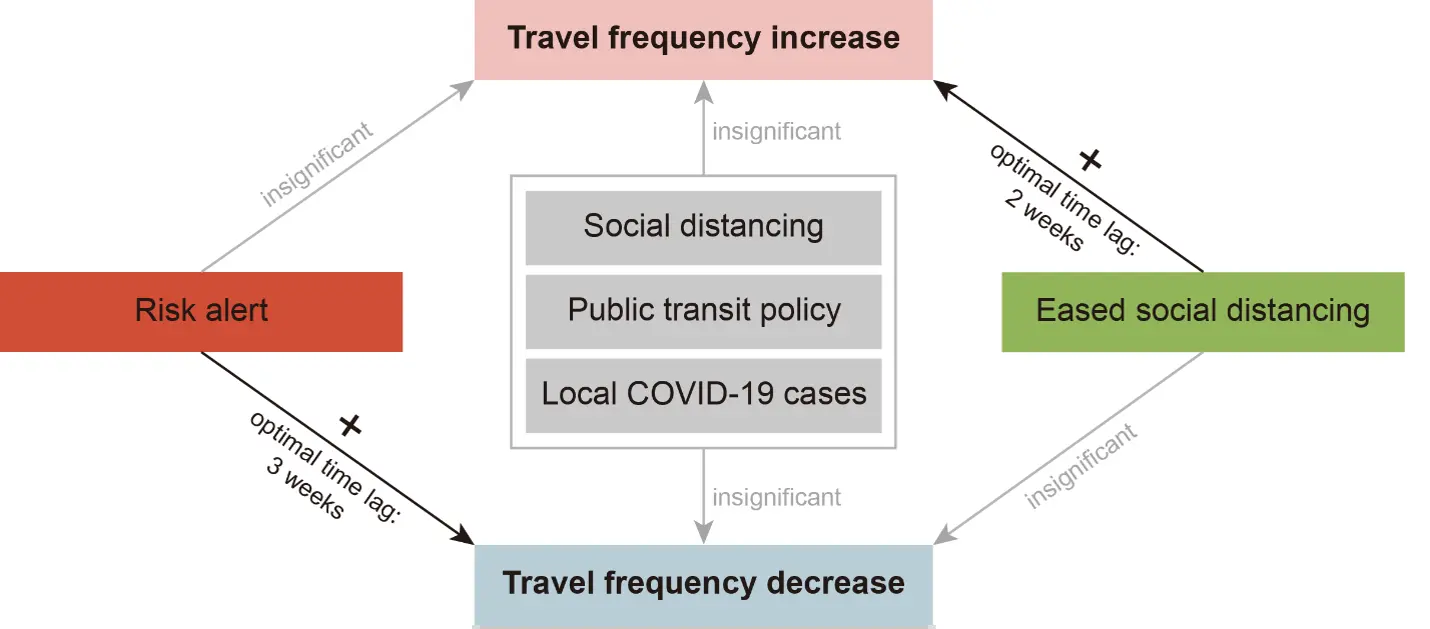 Travel frequency increase
insignificant
insignificant
+
optimal time lag:
2 weeks
Social distancing
Risk alert
Public transit policy
Eased social distancing
Local COVID-19 cases
+
optimal time lag:
3 weeks
insignificant
insignificant
Travel frequency decrease